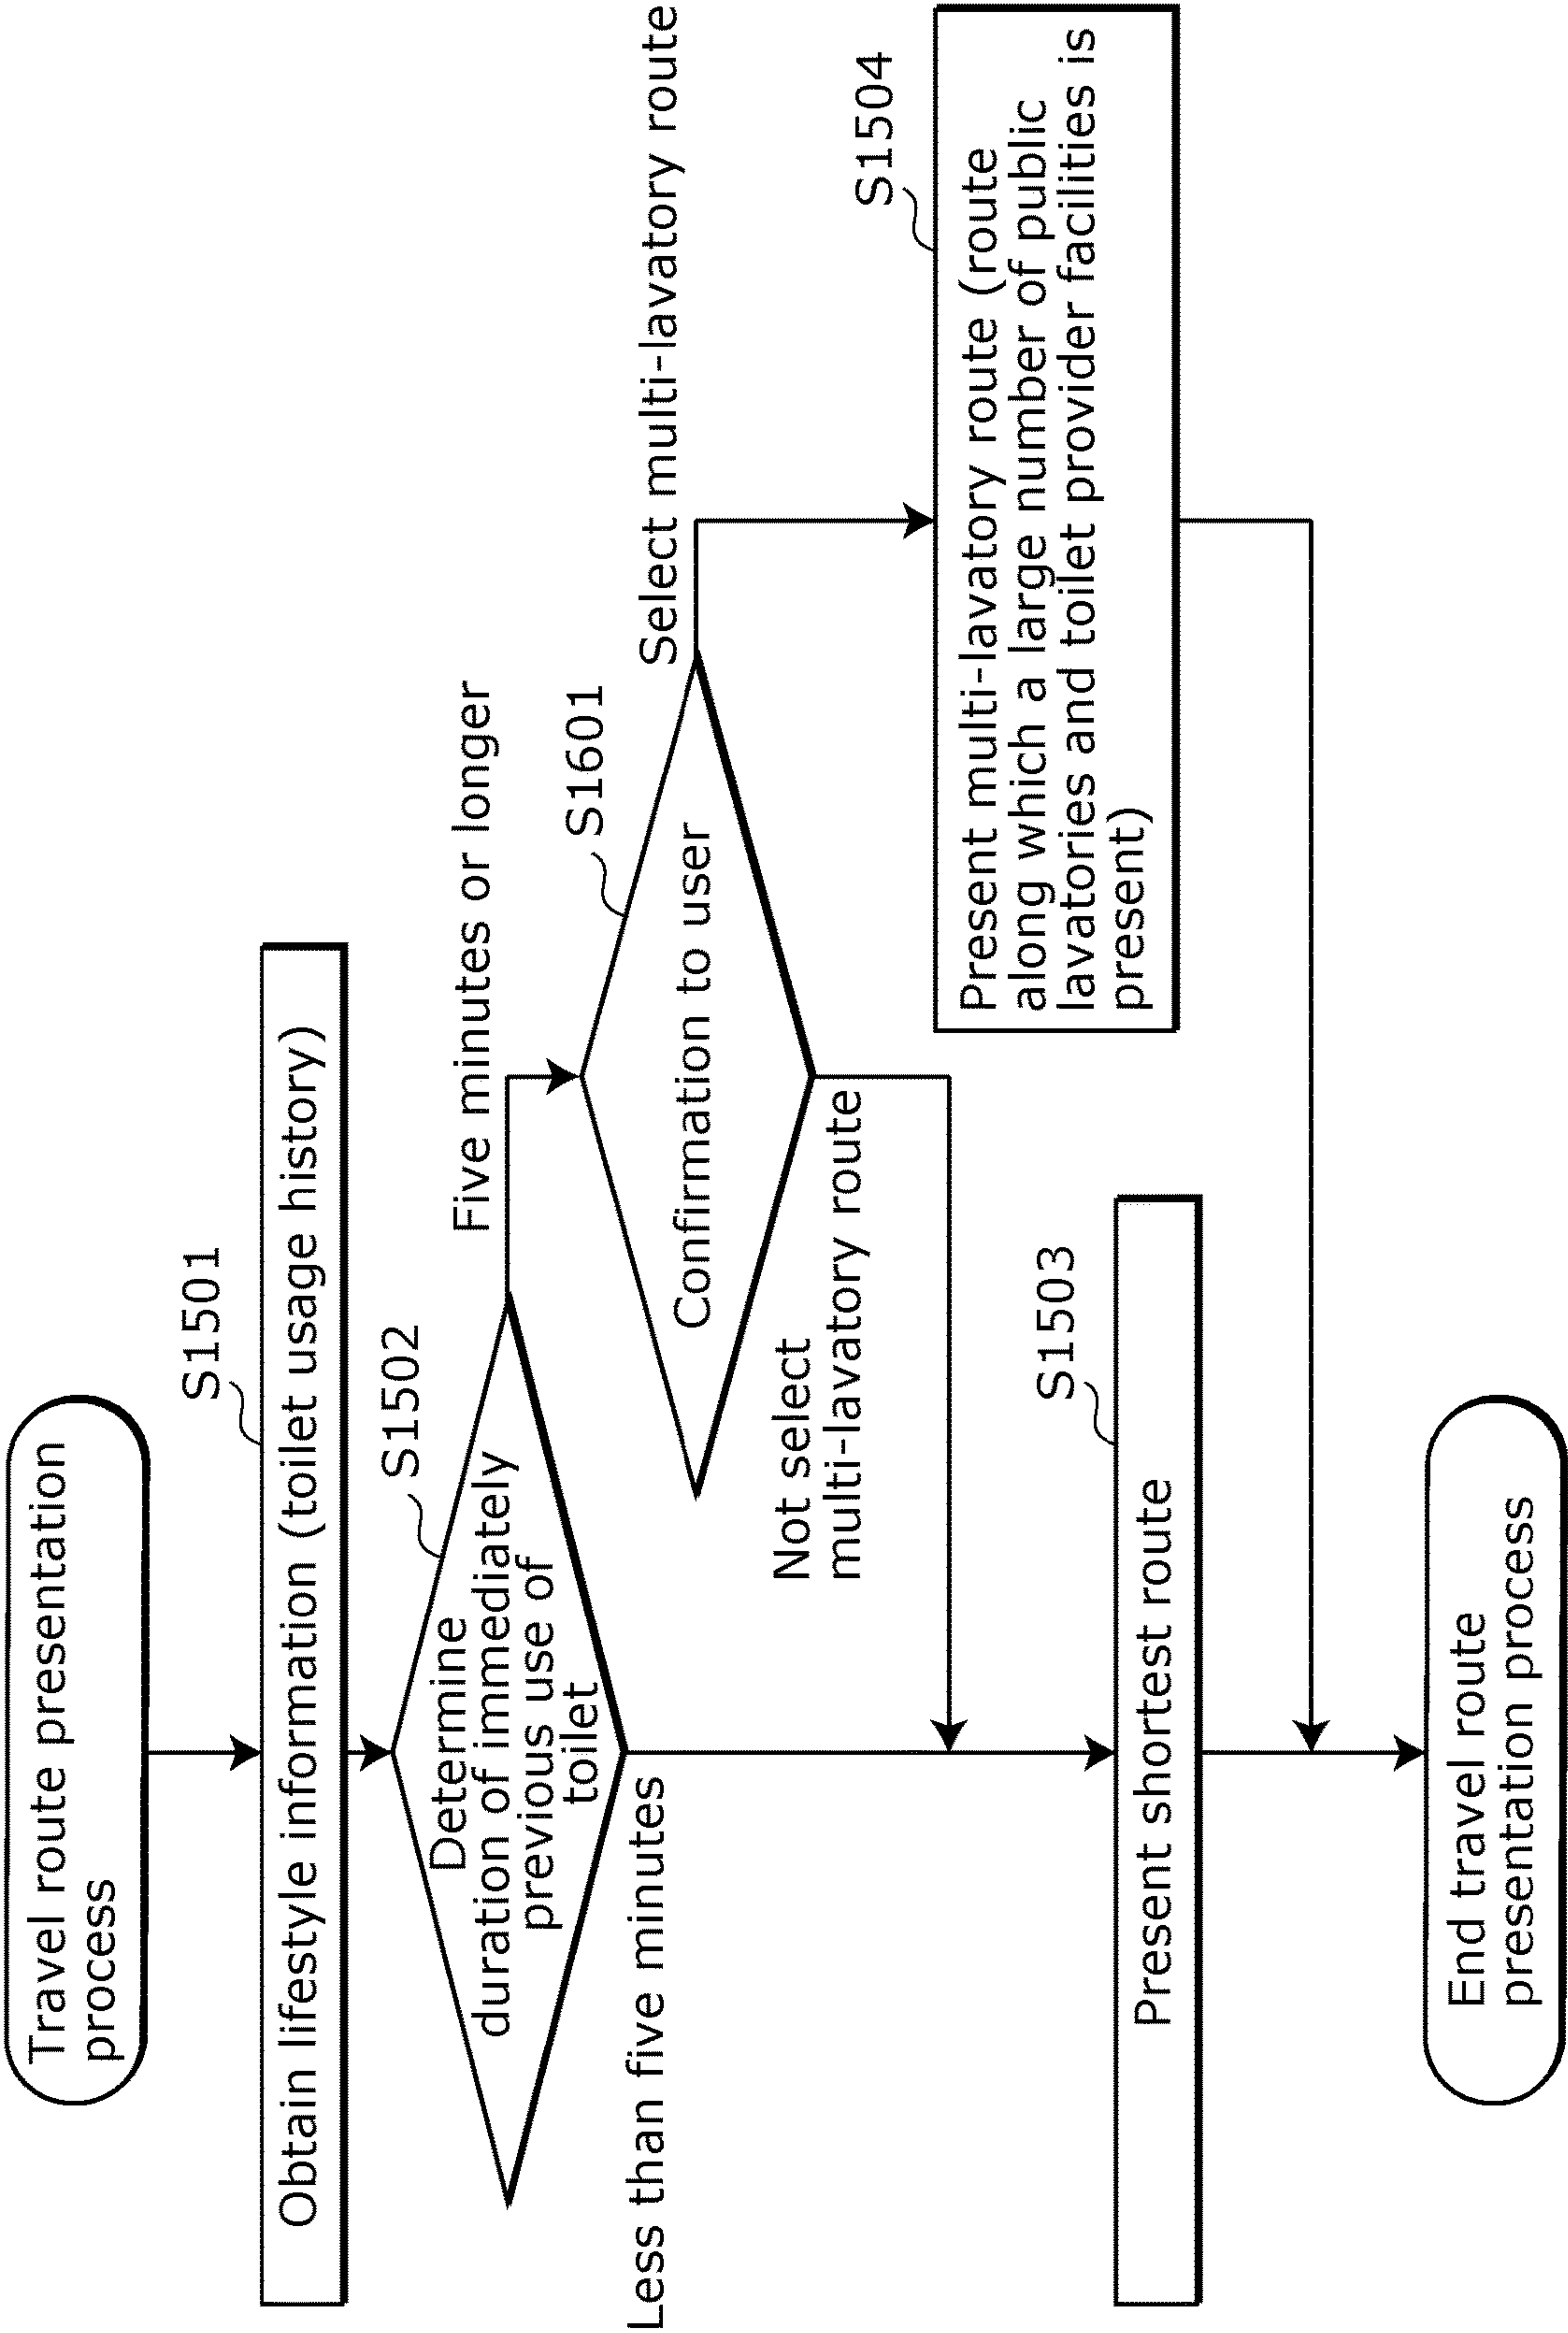 Travel route presentation
process
S1501
Obtain lifestyle information (toilet usage history)
S1502
Determine
duration of immediately
previous use of
toilet
Five minutes or longer
Less than five minutes
S1601
Confirmation to user
Select multi-lavatory route
Not select
multi-lavatory route
S1504
Present multi-lavatory route (route
along which a large number of public
lavatories and toilet provider facilities is
present)
S1503
Present shortest route
End travel route
presentation process